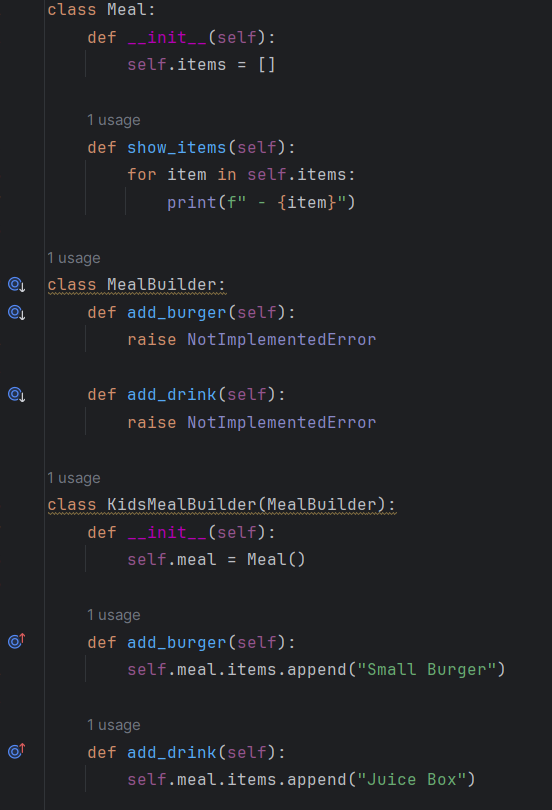 class Meal:
    def __init__(self):
        self.items = []
    1 usage
    def show_items(self):
        for item in self.items:
            print(f" - {item}")
1 usage
class MealBuilder:
    def add_burger(self):
        raise NotImplementedError
    def add_drink(self):
        raise NotImplementedError
1 usage
class KidsMealBuilder(MealBuilder):
    def __init__(self):
        self.meal = Meal()
    1 usage
    def add_burger(self):
        self.meal.items.append("Small Burger")
    1 usage
    def add_drink(self):
        self.meal.items.append("Juice Box")